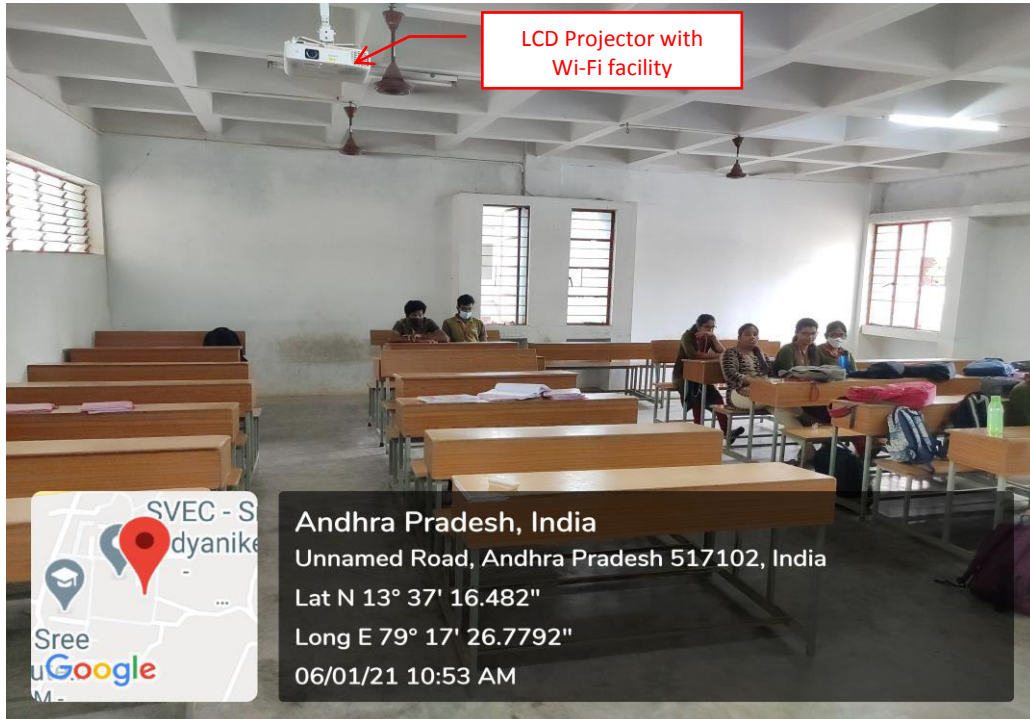 LCD Projector with
Wi-Fi facility
SVEC - S
dyanike
Sree
Google
Andhra Pradesh, India
Unnamed Road, Andhra Pradesh 517102, India
Lat N 13° 37' 16.482"
Long E 79° 17' 26.7792"
06/01/21 10:53 AM